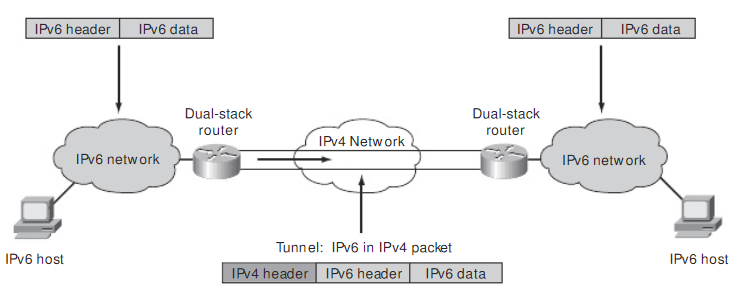 IPv6 header IPv6 data
IPv6 header IPv6 data
Dual-stack
router
Dual-stack
router
IPv6 network
IPv4 Network
IPv6 network
IPv6 host
Tunnel: IPv6 in IPv4 packet
IPv6 host
IPv4 header IPv6 header IPv6 data